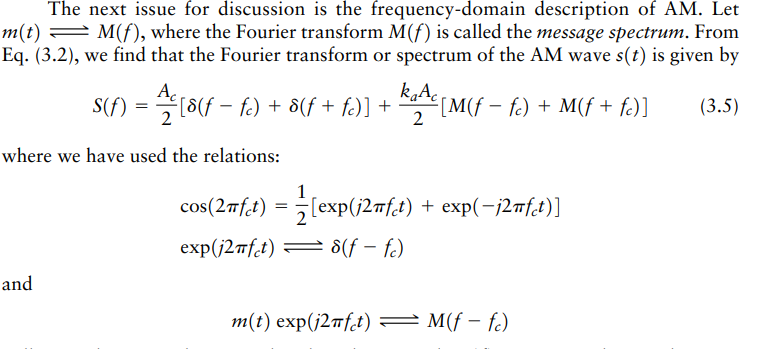 The next issue for discussion is the frequency-domain description of AM. Let
m(t) ⇌ M(f), where the Fourier transform M(f) is called the message spectrum. From
Eq. (3.2), we find that the Fourier transform or spectrum of the AM wave s(t) is given by
S(f) = A_c/2 [δ(f − f_c) + δ(f + f_c)] + k_aA_c/2 [M(f − f_c) + M(f + f_c)] (3.5)
where we have used the relations:
cos(2πf_ct) = 1/2 [exp(j2πf_ct) + exp(−j2πf_ct)]
exp(j2πf_ct) ⇌ δ(f − f_c)
and
m(t) exp(j2πf_ct) ⇌ M(f − f_c)